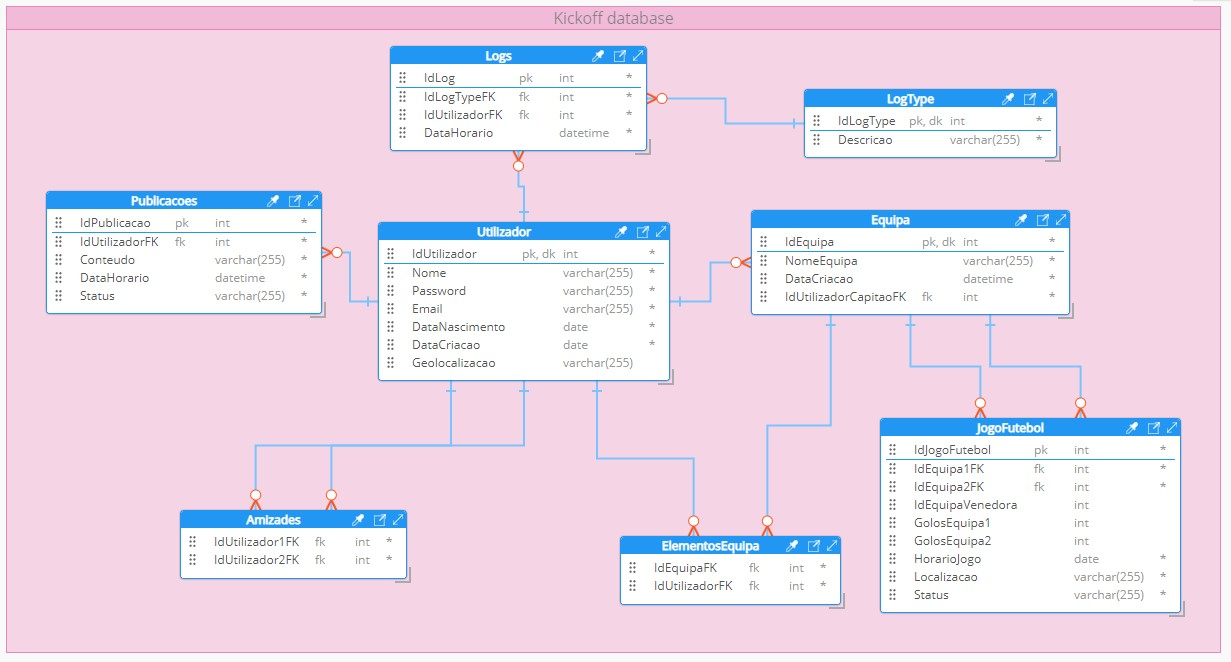 Kickoff database
Logs
IdLog pk int *
IdLogTypeFK fk int *
IdUtilizadorFK fk int *
DataHorario datetime *
LogType
IdLogType pk, dk int *
Descricao varchar(255) *
Publicacoes
IdPublicacao pk int *
IdUtilizadorFK fk int *
Conteudo varchar(255) *
DataHorario datetime *
Status varchar(255) *
Utilizador
IdUtilizador pk, dk int *
Nome varchar(255) *
Password varchar(255) *
Email varchar(255) *
DataNascimento date *
DataCriacao date *
Geolocalizacao varchar(255)
Equipa
IdEquipa pk, dk int *
NomeEquipa varchar(255) *
DataCriacao datetime *
IdUtilizadorCapitaoFK fk int *
JogoFutebol
IdJogoFutebol pk int *
IdEquipa1FK fk int *
IdEquipa2FK fk int *
IdEquipaVenedora int
GolosEquipa1 int
GolosEquipa2 int
HorarioJogo date *
Localizacao varchar(255) *
Status varchar(255) *
Amizades
IdUtilizador1FK fk int *
IdUtilizador2FK fk int *
ElementosEquipa
IdEquipaFK fk int *
IdUtilizadorFK fk int *